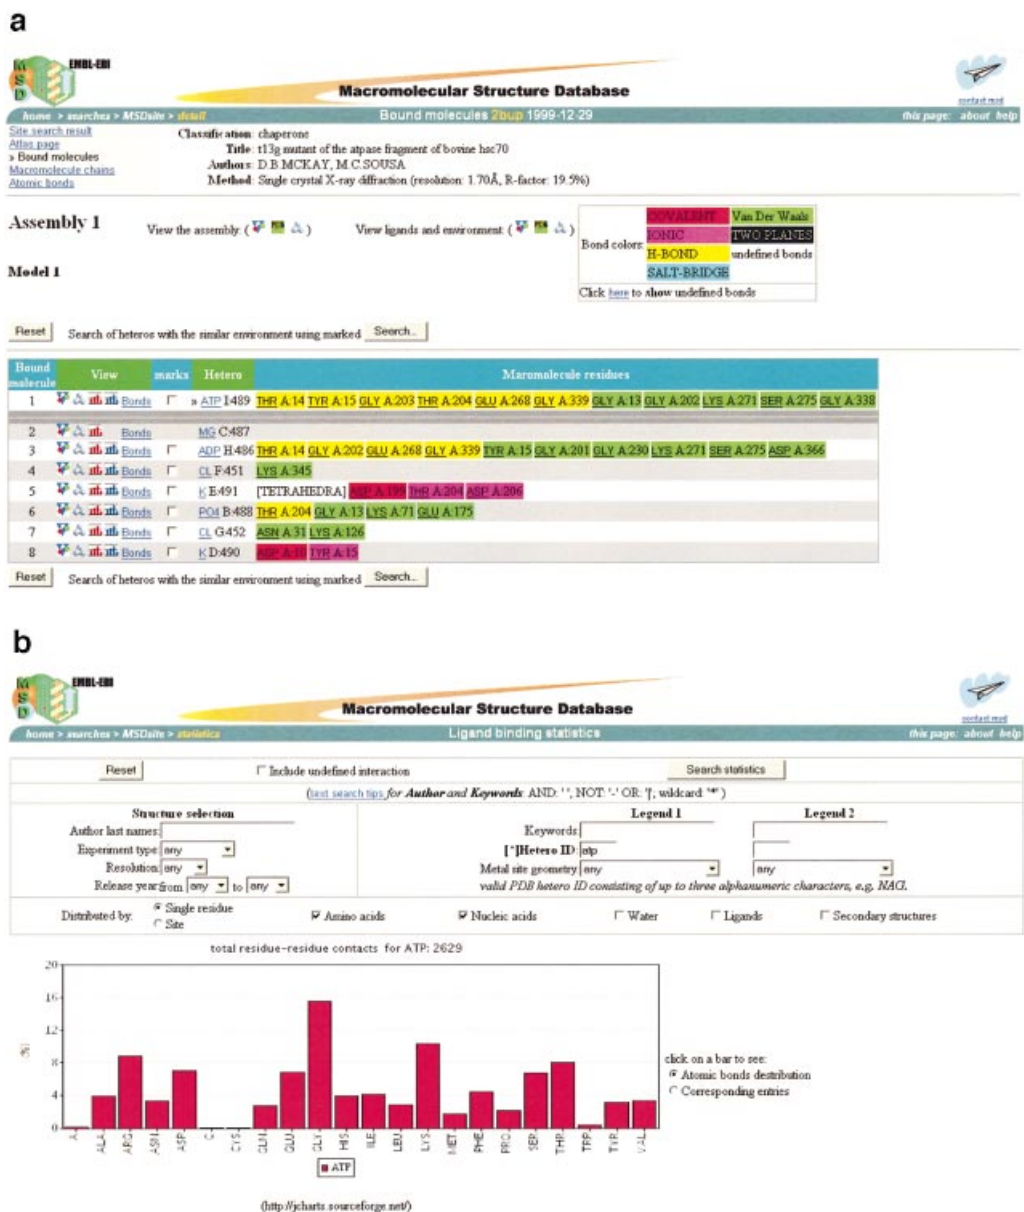 a
MSD EMBL-EBI
Macromolecular Structure Database
contact msd
home > searches > MSDsite > detail Bound molecules 2bup 1999-12-29 this page: about help
Site search result
Atlas page
» Bound molecules
Macromolecule chains
Atomic bonds
Classification: chaperone
Title: t13g mutant of the atpase fragment of bovine hsc70
Authors: D.B.MCKAY, M.C.SOUSA
Method: Single crystal X-ray diffraction (resolution: 1.70Å, R-factor: 19.5%)
Assembly 1 View the assembly: ( ) View ligands and environment: ( )
Bond colors: COVALENT Van Der Waals
IONIC TWO PLANES
H-BOND undefined bonds
SALT-BRIDGE
Click here to show undefined bonds
Model 1
Reset Search of heteros with the similar environment using marked Search...
Bound molecule View marks Hetero Maromolecule residues
1 Bonds » ATP I:489 THR A:14 TYR A:15 GLY A:203 THR A:204 GLU A:268 GLY A:339 GLY A:13 GLY A:202 LYS A:271 SER A:275 GLY A:338
2 Bonds MG C:487
3 Bonds ADP H:486 THR A:14 GLY A:202 GLU A:268 GLY A:339 TYR A:15 GLY A:201 GLY A:230 LYS A:271 SER A:275 ASP A:366
4 Bonds CL F:451 LYS A:345
5 Bonds K E:491 [TETRAHEDRA] ASP A:199 THR A:204 ASP A:206
6 Bonds PO4 B:488 THR A:204 GLY A:13 LYS A:71 GLU A:175
7 Bonds CL G:452 ASN A:31 LYS A:126
8 Bonds K D:490 ASP A:10 TYR A:15
Reset Search of heteros with the similar environment using marked Search...
b
MSD EMBL-EBI
Macromolecular Structure Database
contact msd
home > searches > MSDsite > statistics Ligand binding statistics this page: about help
Reset Include undefined interaction Search statistics
(text search tips for Author and Keywords: AND: ' ', NOT: '-' OR: '|', wildcard '*')
Structure selection Legend 1 Legend 2
Author last names: Keywords:
Experiment type: any [*]Hetero ID: atp
Resolution: any Metal site geometry any any
Release year: from any to any valid PDB hetero ID consisting of up to three alphanumeric characters, e.g. NAG.
Distributed by: Single residue Site Amino acids Nucleic acids Water Ligands Secondary structures
total residue-residue contacts for ATP: 2629
20
16
12
8
4
0
(%)
A ALA ARG ASN ASP C CYS GLN GLU GLY HIS ILE LEU LYS MET PHE PRO SER THR TRP TYR VAL
ATP
click on a bar to see:
Atomic bonds destribution
Corresponding entries
(http://jcharts.sourceforge.net/)